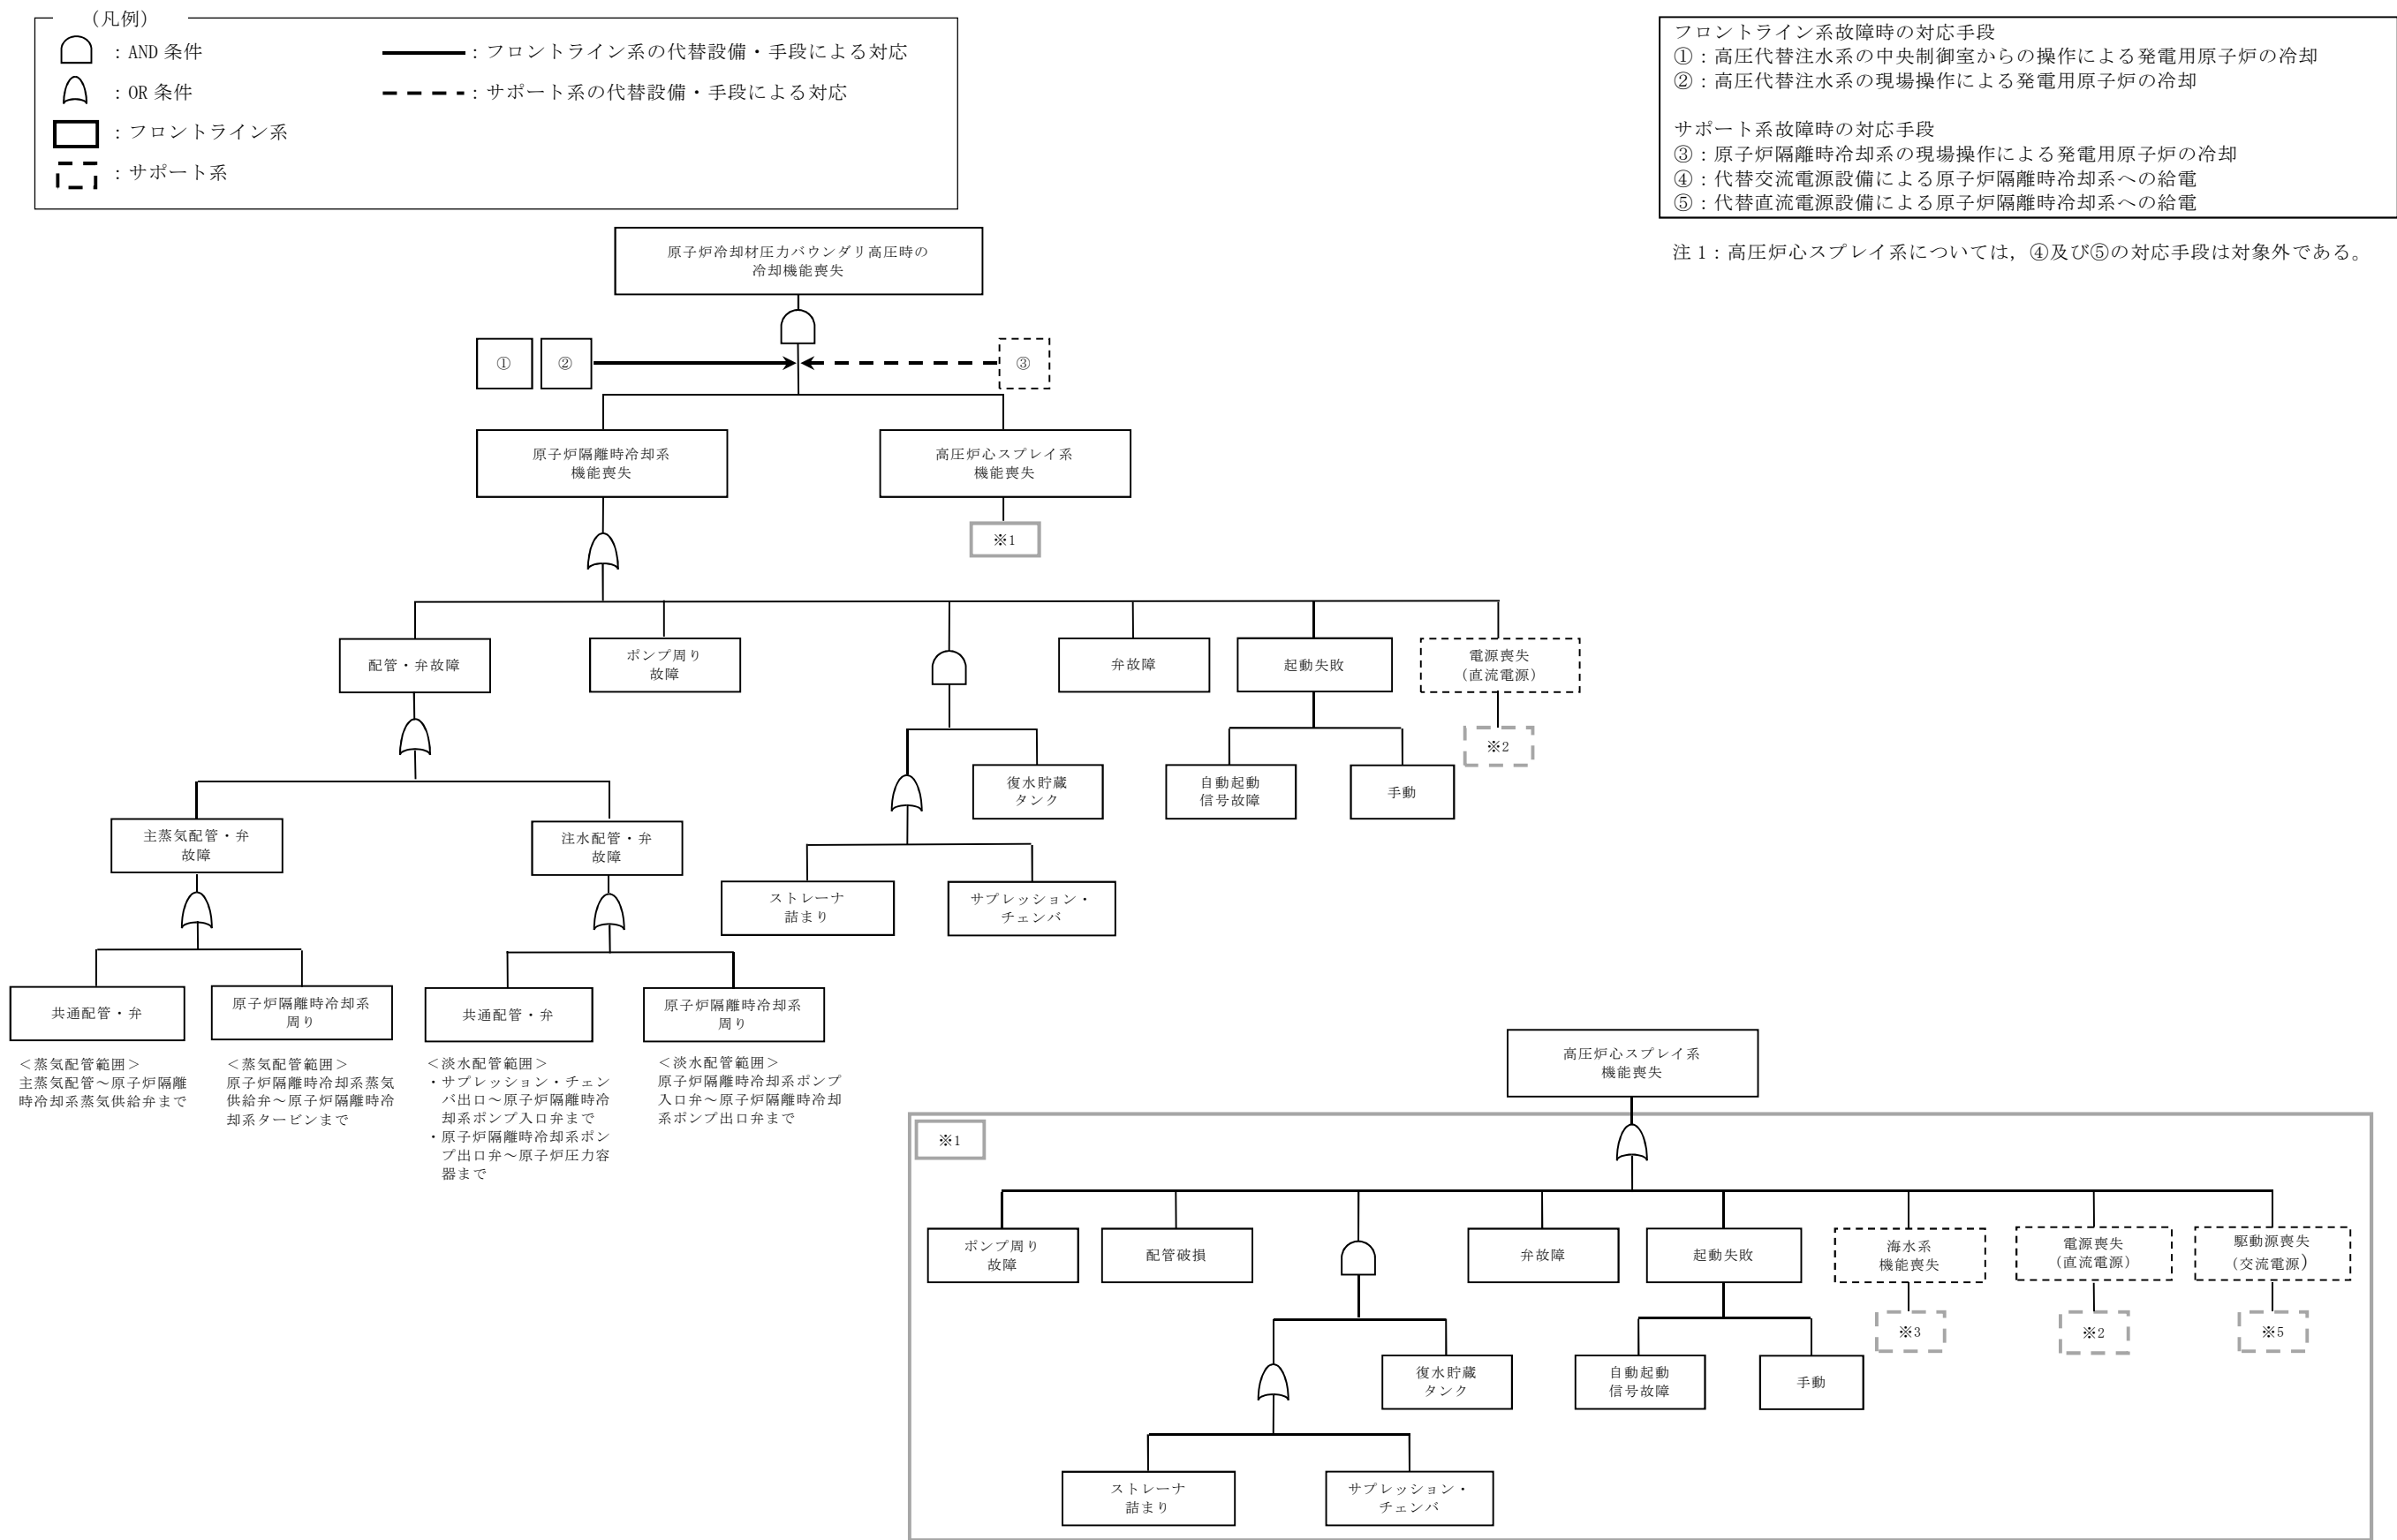 （凡例）
：AND 条件
：フロントライン系の代替設備・手段による対応
：OR 条件
：サポート系の代替設備・手段による対応
：フロントライン系
：サポート系
フロントライン系故障時の対応手段
①：高圧代替注水系の中央制御室からの操作による発電用原子炉の冷却
②：高圧代替注水系の現場操作による発電用原子炉の冷却
サポート系故障時の対応手段
③：原子炉隔離時冷却系の現場操作による発電用原子炉の冷却
④：代替交流電源設備による原子炉隔離時冷却系への給電
⑤：代替直流電源設備による原子炉隔離時冷却系への給電
注 1：高圧炉心スプレイ系については，④及び⑤の対応手段は対象外である。
原子炉冷却材圧力バウンダリ高圧時の
冷却機能喪失
①
②
③
原子炉隔離時冷却系
機能喪失
高圧炉心スプレイ系
機能喪失
※1
配管・弁故障
ポンプ周り
故障
弁故障
起動失敗
電源喪失
（直流電源）
※2
復水貯蔵
タンク
自動起動
信号故障
手動
主蒸気配管・弁
故障
注水配管・弁
故障
ストレーナ
詰まり
サプレッション・
チェンバ
共通配管・弁
原子炉隔離時冷却系
周り
共通配管・弁
原子炉隔離時冷却系
周り
＜蒸気配管範囲＞
主蒸気配管～原子炉隔離
時冷却系蒸気供給弁まで
＜蒸気配管範囲＞
原子炉隔離時冷却系蒸気
供給弁～原子炉隔離時冷
却系タービンまで
＜淡水配管範囲＞
・サプレッション・チェン
バ出口～原子炉隔離時冷
却系ポンプ入口弁まで
・原子炉隔離時冷却系ポン
プ出口弁～原子炉圧力容
器まで
＜淡水配管範囲＞
原子炉隔離時冷却系ポンプ
入口弁～原子炉隔離時冷却
系ポンプ出口弁まで
高圧炉心スプレイ系
機能喪失
※1
ポンプ周り
故障
配管破損
弁故障
起動失敗
海水系
機能喪失
電源喪失
（直流電源）
駆動源喪失
（交流電源）
※3
※2
※5
復水貯蔵
タンク
自動起動
信号故障
手動
ストレーナ
詰まり
サプレッション・
チェンバ